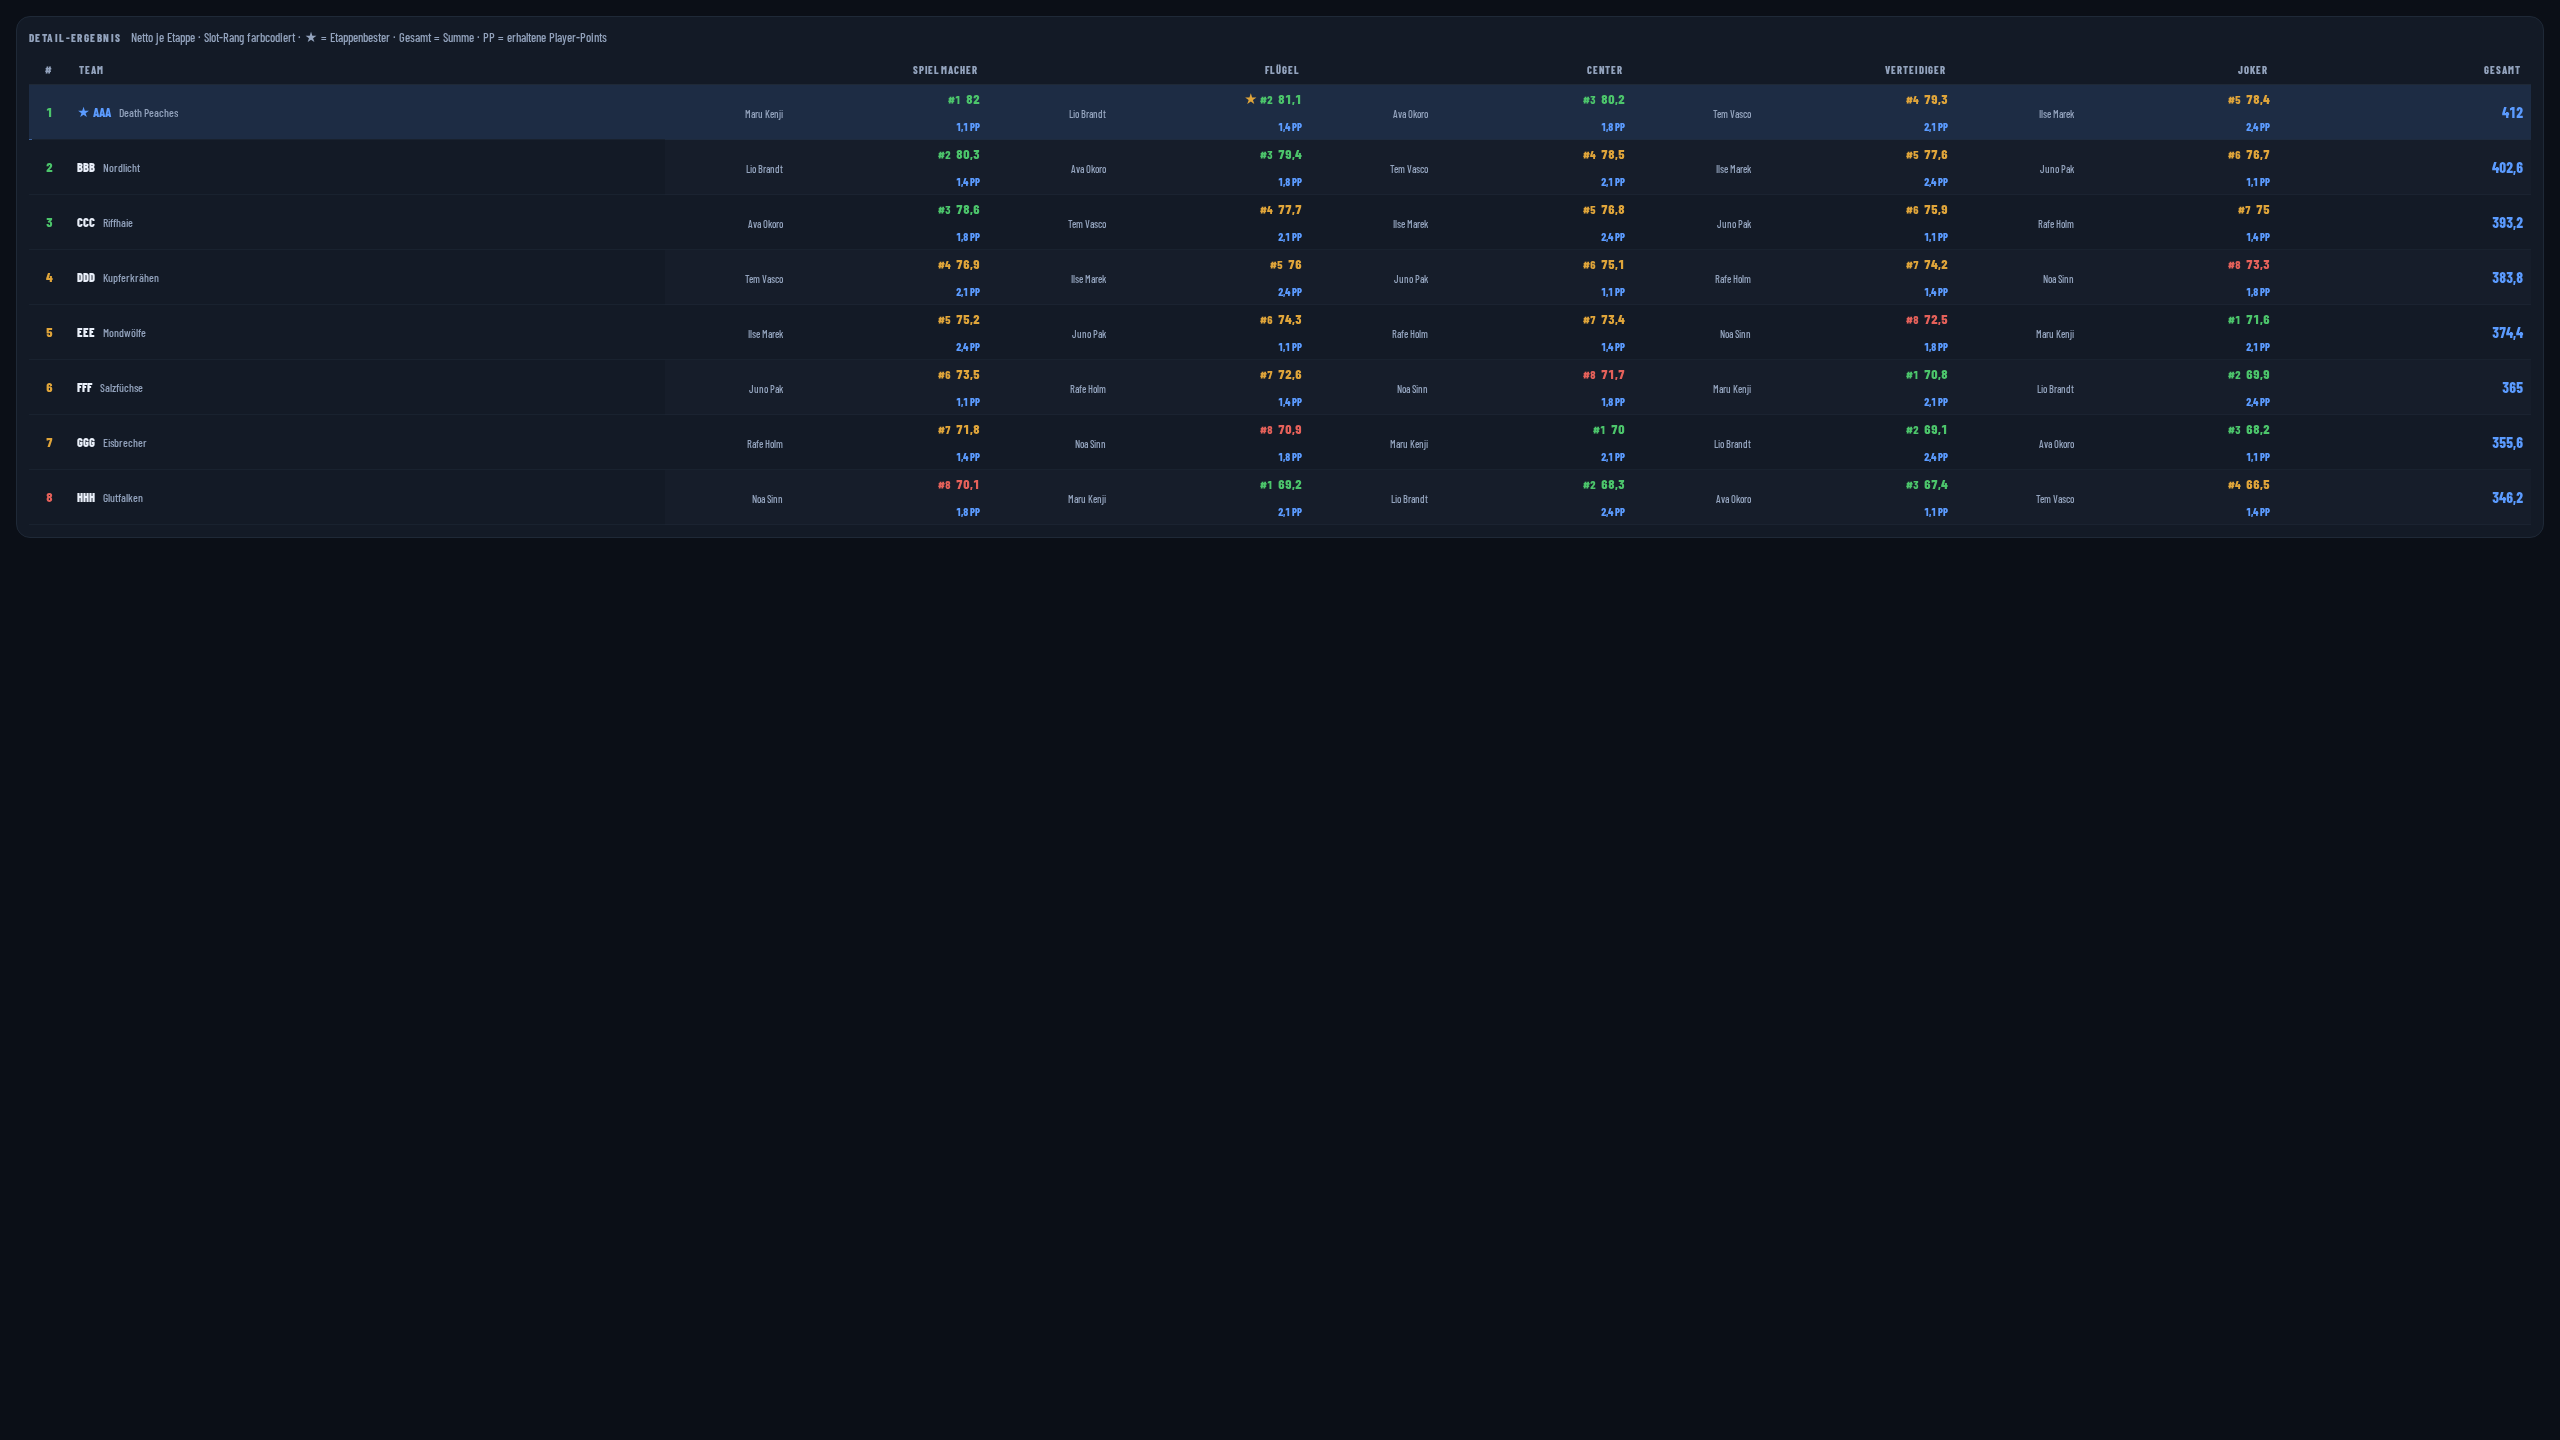 DETAIL-ERGEBNIS Netto je Etappe · Slot-Rang farbcodiert · ★ = Etappenbester · Gesamt = Summe · PP = erhaltene Player-Points
# TEAM SPIELMACHER FLÜGEL CENTER VERTEIDIGER JOKER GESAMT
1 ★ AAA Death Peaches Maru Kenji #1 82 1,1 PP Lio Brandt ★ #2 81,1 1,4 PP Ava Okoro #3 80,2 1,8 PP Tem Vasco #4 79,3 2,1 PP Ilse Marek #5 78,4 2,4 PP 412
2 BBB Nordlicht Lio Brandt #2 80,3 1,4 PP Ava Okoro #3 79,4 1,8 PP Tem Vasco #4 78,5 2,1 PP Ilse Marek #5 77,6 2,4 PP Juno Pak #6 76,7 1,1 PP 402,6
3 CCC Riffhaie Ava Okoro #3 78,6 1,8 PP Tem Vasco #4 77,7 2,1 PP Ilse Marek #5 76,8 2,4 PP Juno Pak #6 75,9 1,1 PP Rafe Holm #7 75 1,4 PP 393,2
4 DDD Kupferkrähen Tem Vasco #4 76,9 2,1 PP Ilse Marek #5 76 2,4 PP Juno Pak #6 75,1 1,1 PP Rafe Holm #7 74,2 1,4 PP Noa Sinn #8 73,3 1,8 PP 383,8
5 EEE Mondwölfe Ilse Marek #5 75,2 2,4 PP Juno Pak #6 74,3 1,1 PP Rafe Holm #7 73,4 1,4 PP Noa Sinn #8 72,5 1,8 PP Maru Kenji #1 71,6 2,1 PP 374,4
6 FFF Salzfüchse Juno Pak #6 73,5 1,1 PP Rafe Holm #7 72,6 1,4 PP Noa Sinn #8 71,7 1,8 PP Maru Kenji #1 70,8 2,1 PP Lio Brandt #2 69,9 2,4 PP 365
7 GGG Eisbrecher Rafe Holm #7 71,8 1,4 PP Noa Sinn #8 70,9 1,8 PP Maru Kenji #1 70 2,1 PP Lio Brandt #2 69,1 2,4 PP Ava Okoro #3 68,2 1,1 PP 355,6
8 HHH Glutfalken Noa Sinn #8 70,1 1,8 PP Maru Kenji #1 69,2 2,1 PP Lio Brandt #2 68,3 2,4 PP Ava Okoro #3 67,4 1,1 PP Tem Vasco #4 66,5 1,4 PP 346,2